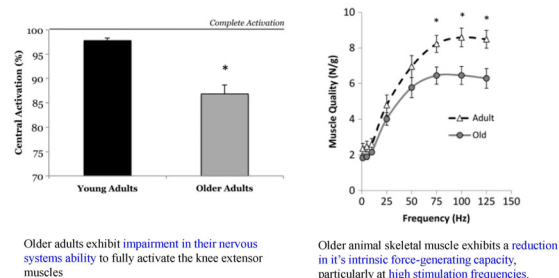 Complete Activation
Central Activation (%)
100
95
90
85
80
75
70
*
Young Adults
Older Adults
Muscle Quality (N/g)
10
8
6
4
2
0
* * *
Adult
Old
0 25 50 75 100 125 150
Frequency (Hz)
Older adults exhibit impairment in their nervous
systems ability to fully activate the knee extensor
muscles
Older animal skeletal muscle exhibits a reduction
in it's intrinsic force-generating capacity,
particularly at high stimulation frequencies.